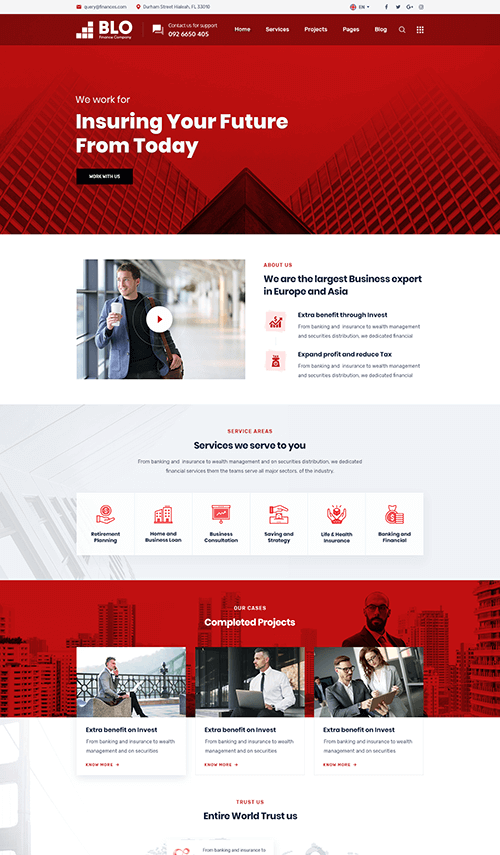 query@finances.com
Durham Street Hialeah, FL 33010
EN
BLO
Finance Company
Contact us for support
092 6650 405
Home
Services
Projects
Pages
Blog
We work for
Insuring Your Future
From Today
WORK WITH US
ABOUT US
We are the largest Business expert
in Europe and Asia
Extra benefit through Invest
From banking and insurance to wealth management
and securities distribution, we dedicated financial
Expand profit and reduce Tax
From banking and insurance to wealth management
and securities distribution, we dedicated financial
SERVICE AREAS
Services we serve to you
From banking and insurance to wealth management and on securities distribution, we dedicated
financial services them the teams serve all major sectors. of the industry.
Retirement
Planning
Home and
Business Loan
Business
Consultation
Saving and
Strategy
Life & Health
Insurance
Banking and
Financial
OUR CASES
Completed Projects
Extra benefit on Invest
From banking and insurance to wealth
management and on securities
KNOW MORE
Extra benefit on Invest
From banking and insurance to wealth
management and on securities
KNOW MORE
Extra benefit on Invest
From banking and insurance to wealth
management and on securities
KNOW MORE
TRUST US
Entiro World Trust us
From banking and insurance to